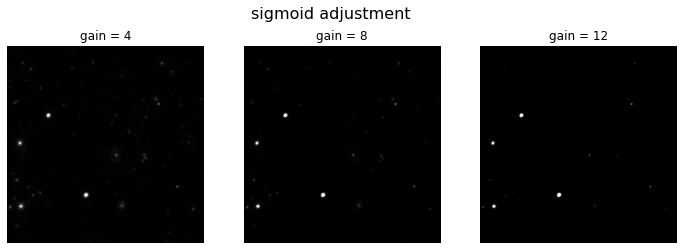 sigmoid adjustment
gain = 4
gain = 8
gain = 12